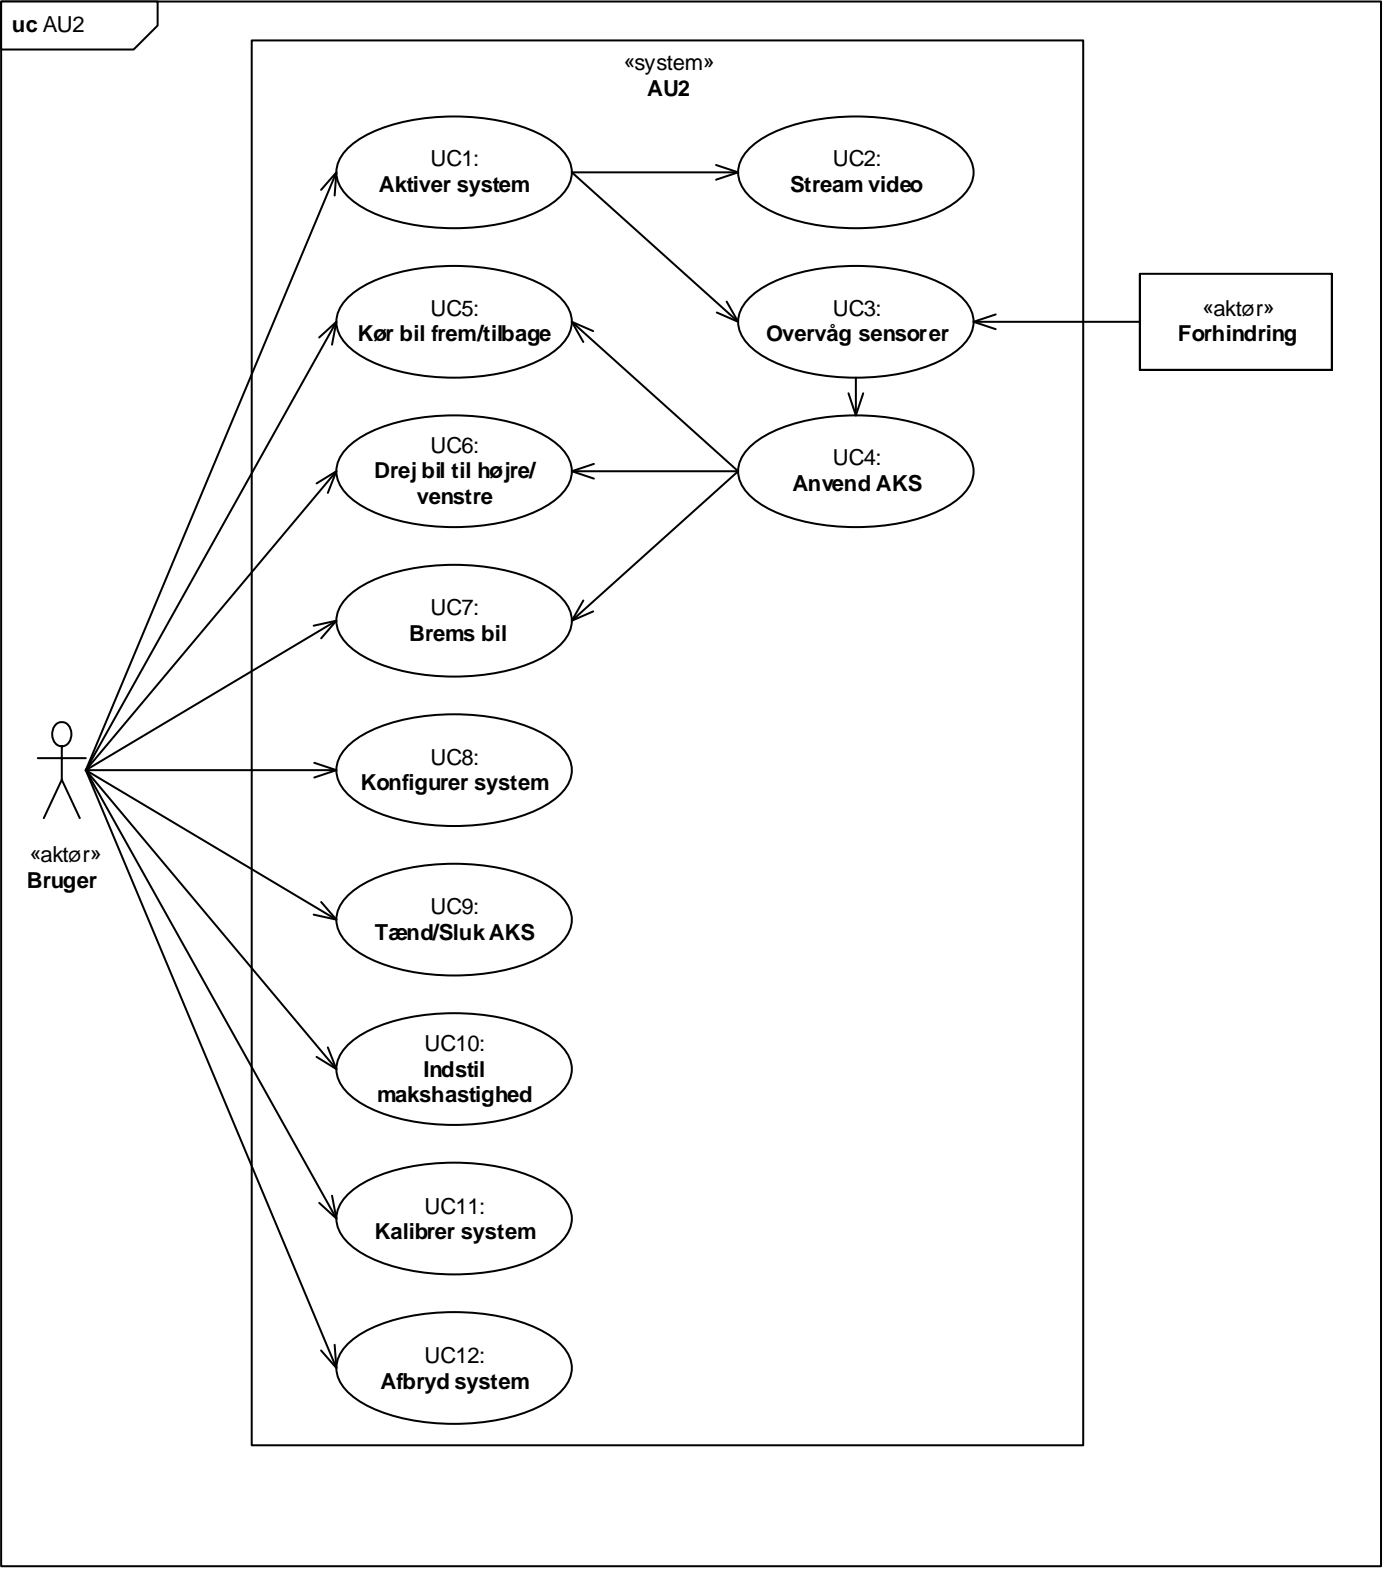 uc AU2
«system»
AU2
UC1:
Aktiver system
UC2:
Stream video
UC5:
Kør bil frem/tilbage
UC3:
Overvåg sensorer
«aktør»
Forhindring
UC6:
Drej bil til højre/
venstre
UC4:
Anvend AKS
UC7:
Brems bil
UC8:
Konfigurer system
«aktør»
Bruger
UC9:
Tænd/Sluk AKS
UC10:
Indstil
makshastighed
UC11:
Kalibrer system
UC12:
Afbryd system